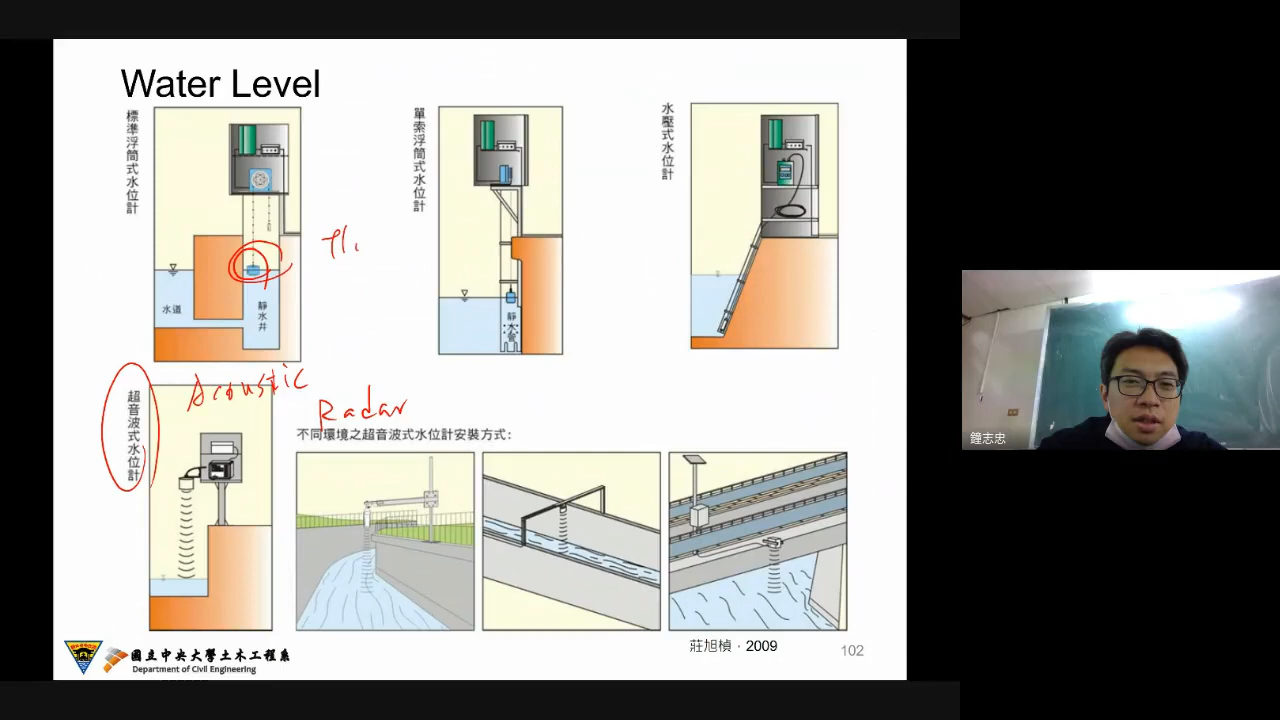 Water Level
標準浮筒式水位計
水道
靜水井
單索浮筒式水位計
水壓式水位計
超音波式水位計
Acoustic
Radar
不同環境之超音波式水位計安裝方式:
莊旭楨,2009
102
國立中央大學土木工程系
Department of Civil Engineering
鐘志忠